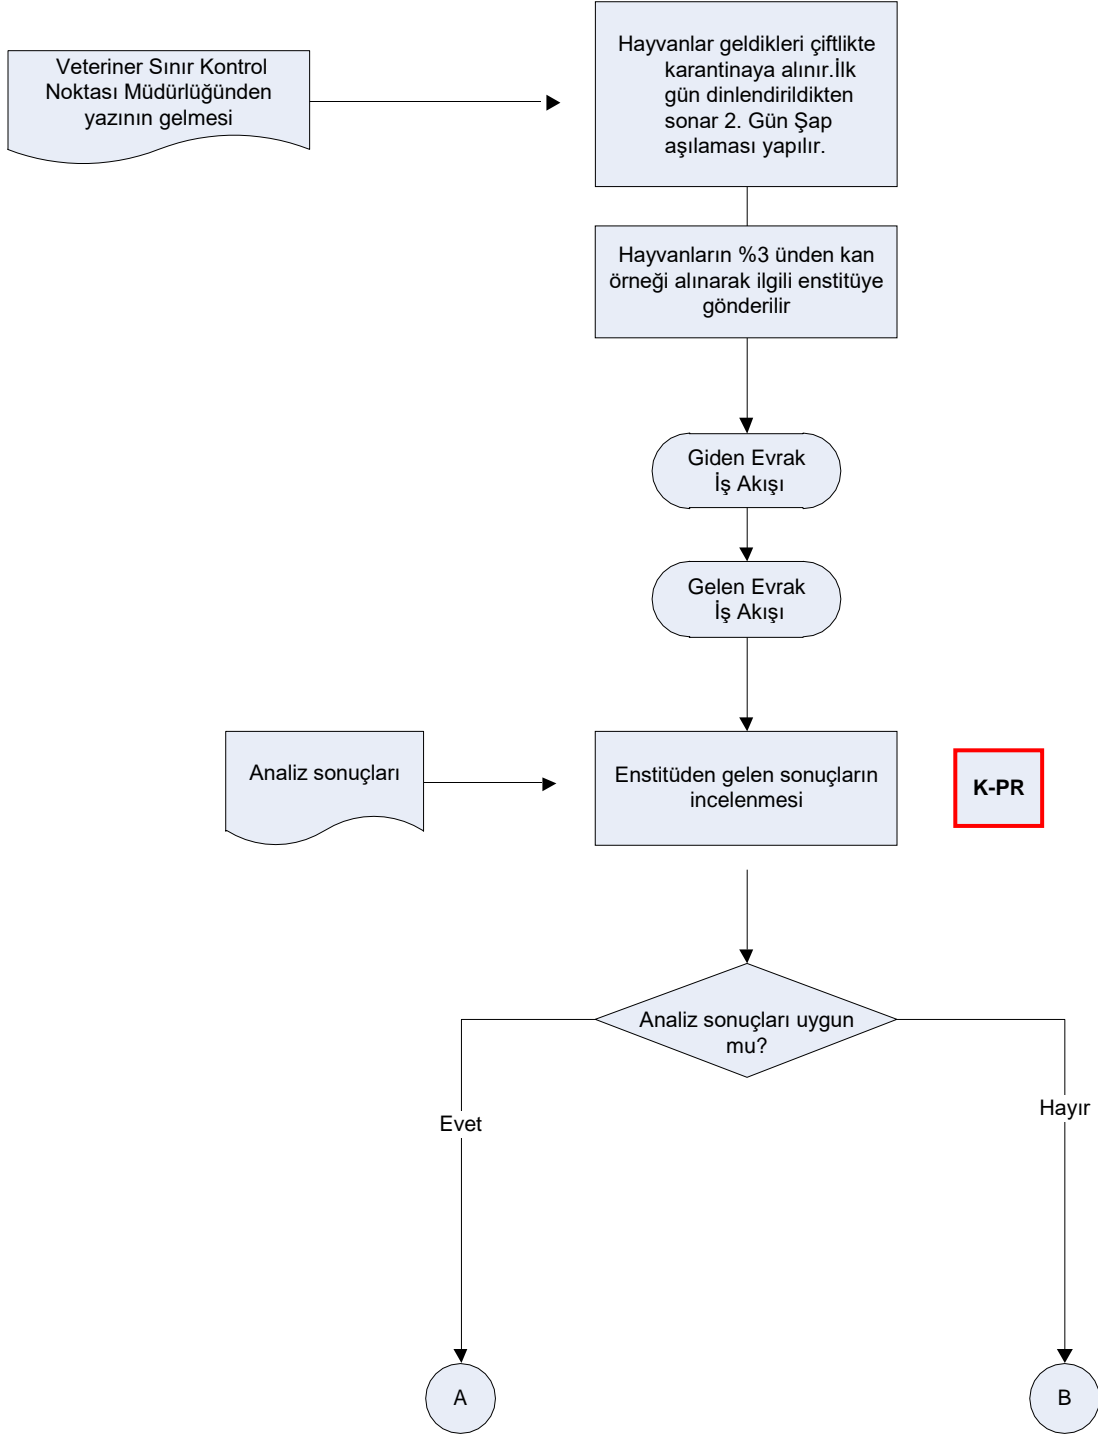 Veteriner Sınır Kontrol
Noktası Müdürlüğünden
yazının gelmesi
Hayvanlar geldikleri çiftlikte
karantinaya alınır.İlk
gün dinlendirildikten
sonar 2. Gün Şap
aşılaması yapılır.
Hayvanların %3 ünden kan
örneği alınarak ilgili enstitüye
gönderilir
Giden Evrak
İş Akışı
Gelen Evrak
İş Akışı
Analiz sonuçları
Enstitüden gelen sonuçların
incelenmesi
K-PR
Analiz sonuçları uygun
mu?
Evet
Hayır
A
B